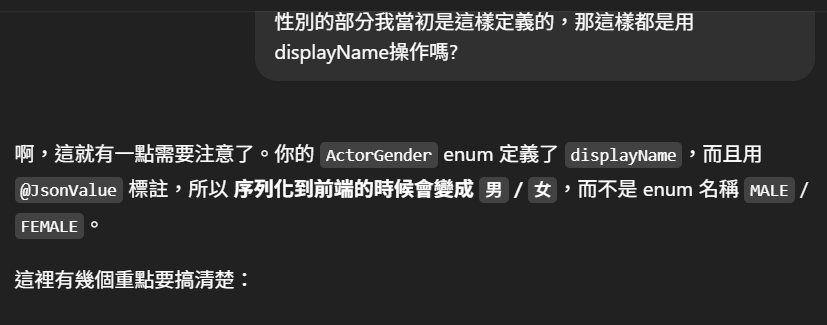 性別的部分我當初是這樣定義的，那這樣都是用
displayName操作嗎?
啊，這就有一點需要注意了。你的 ActorGender enum 定義了 displayName，而且用
@JsonValue 標註，所以 序列化到前端的時候會變成 男 / 女，而不是 enum 名稱 MALE /
FEMALE。
這裡有幾個重點要搞清楚：